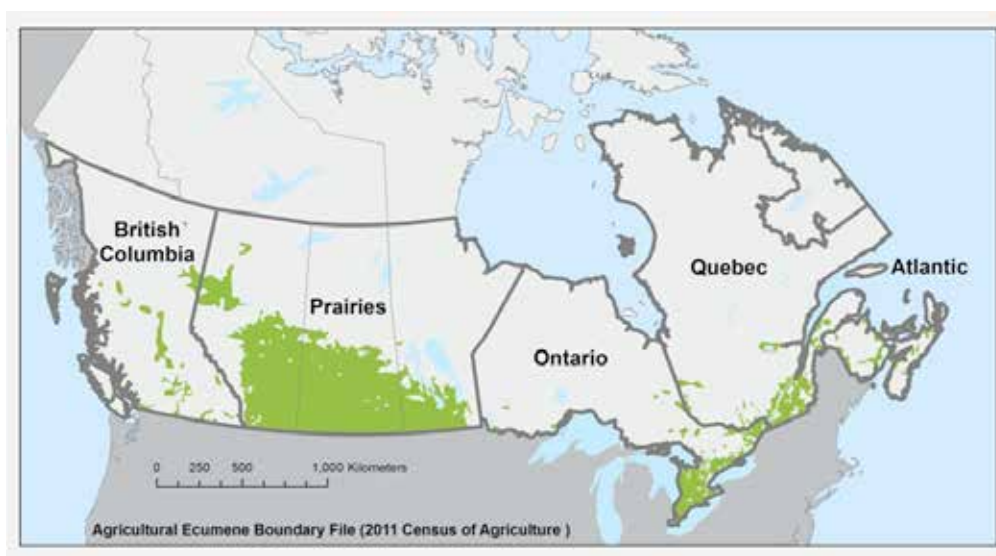 British
Columbia
Prairies
Ontario
Quebec
Atlantic
0 250 500 1,000 Kilometers
Agricultural Ecumene Boundary File (2011 Census of Agriculture )